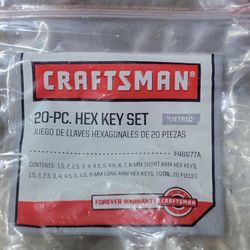 CRAFTSMAN
20-PC. HEX KEY SET METRIC
JUEGO DE LLAVES HEXAGONALES DE 20 PIEZAS
#46677A
CONTENTS: 1.5, 2, 2.5, 3, 4, 4.5, 5, 5.5, 6, 7, 8 MM SHORT ARM HEX KEYS,
1.5, 2, 2.5, 3, 4, 4.5, 5, 5.5, 6 MM LONG ARM HEX KEYS, TOTAL: 20 PIECES
FOREVER WARRANTY CRAFTSMAN